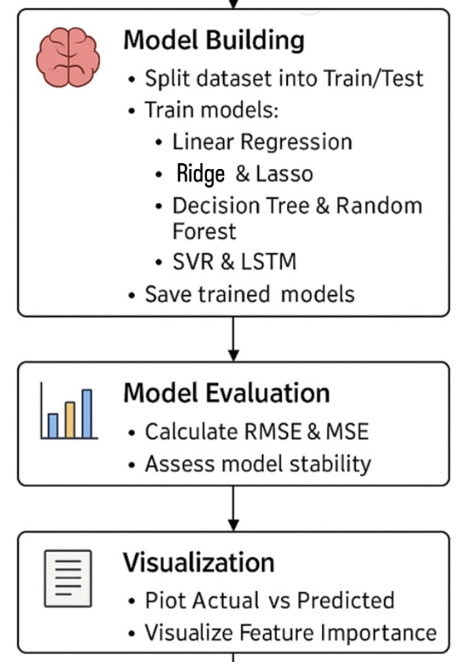 Model Building
• Split dataset into Train/Test
• Train models:
• Linear Regression
• Ridge & Lasso
• Decision Tree & Random
Forest
• SVR & LSTM
• Save trained models
Model Evaluation
• Calculate RMSE & MSE
• Assess model stability
Visualization
• Piot Actual vs Predicted
• Visualize Feature Importance